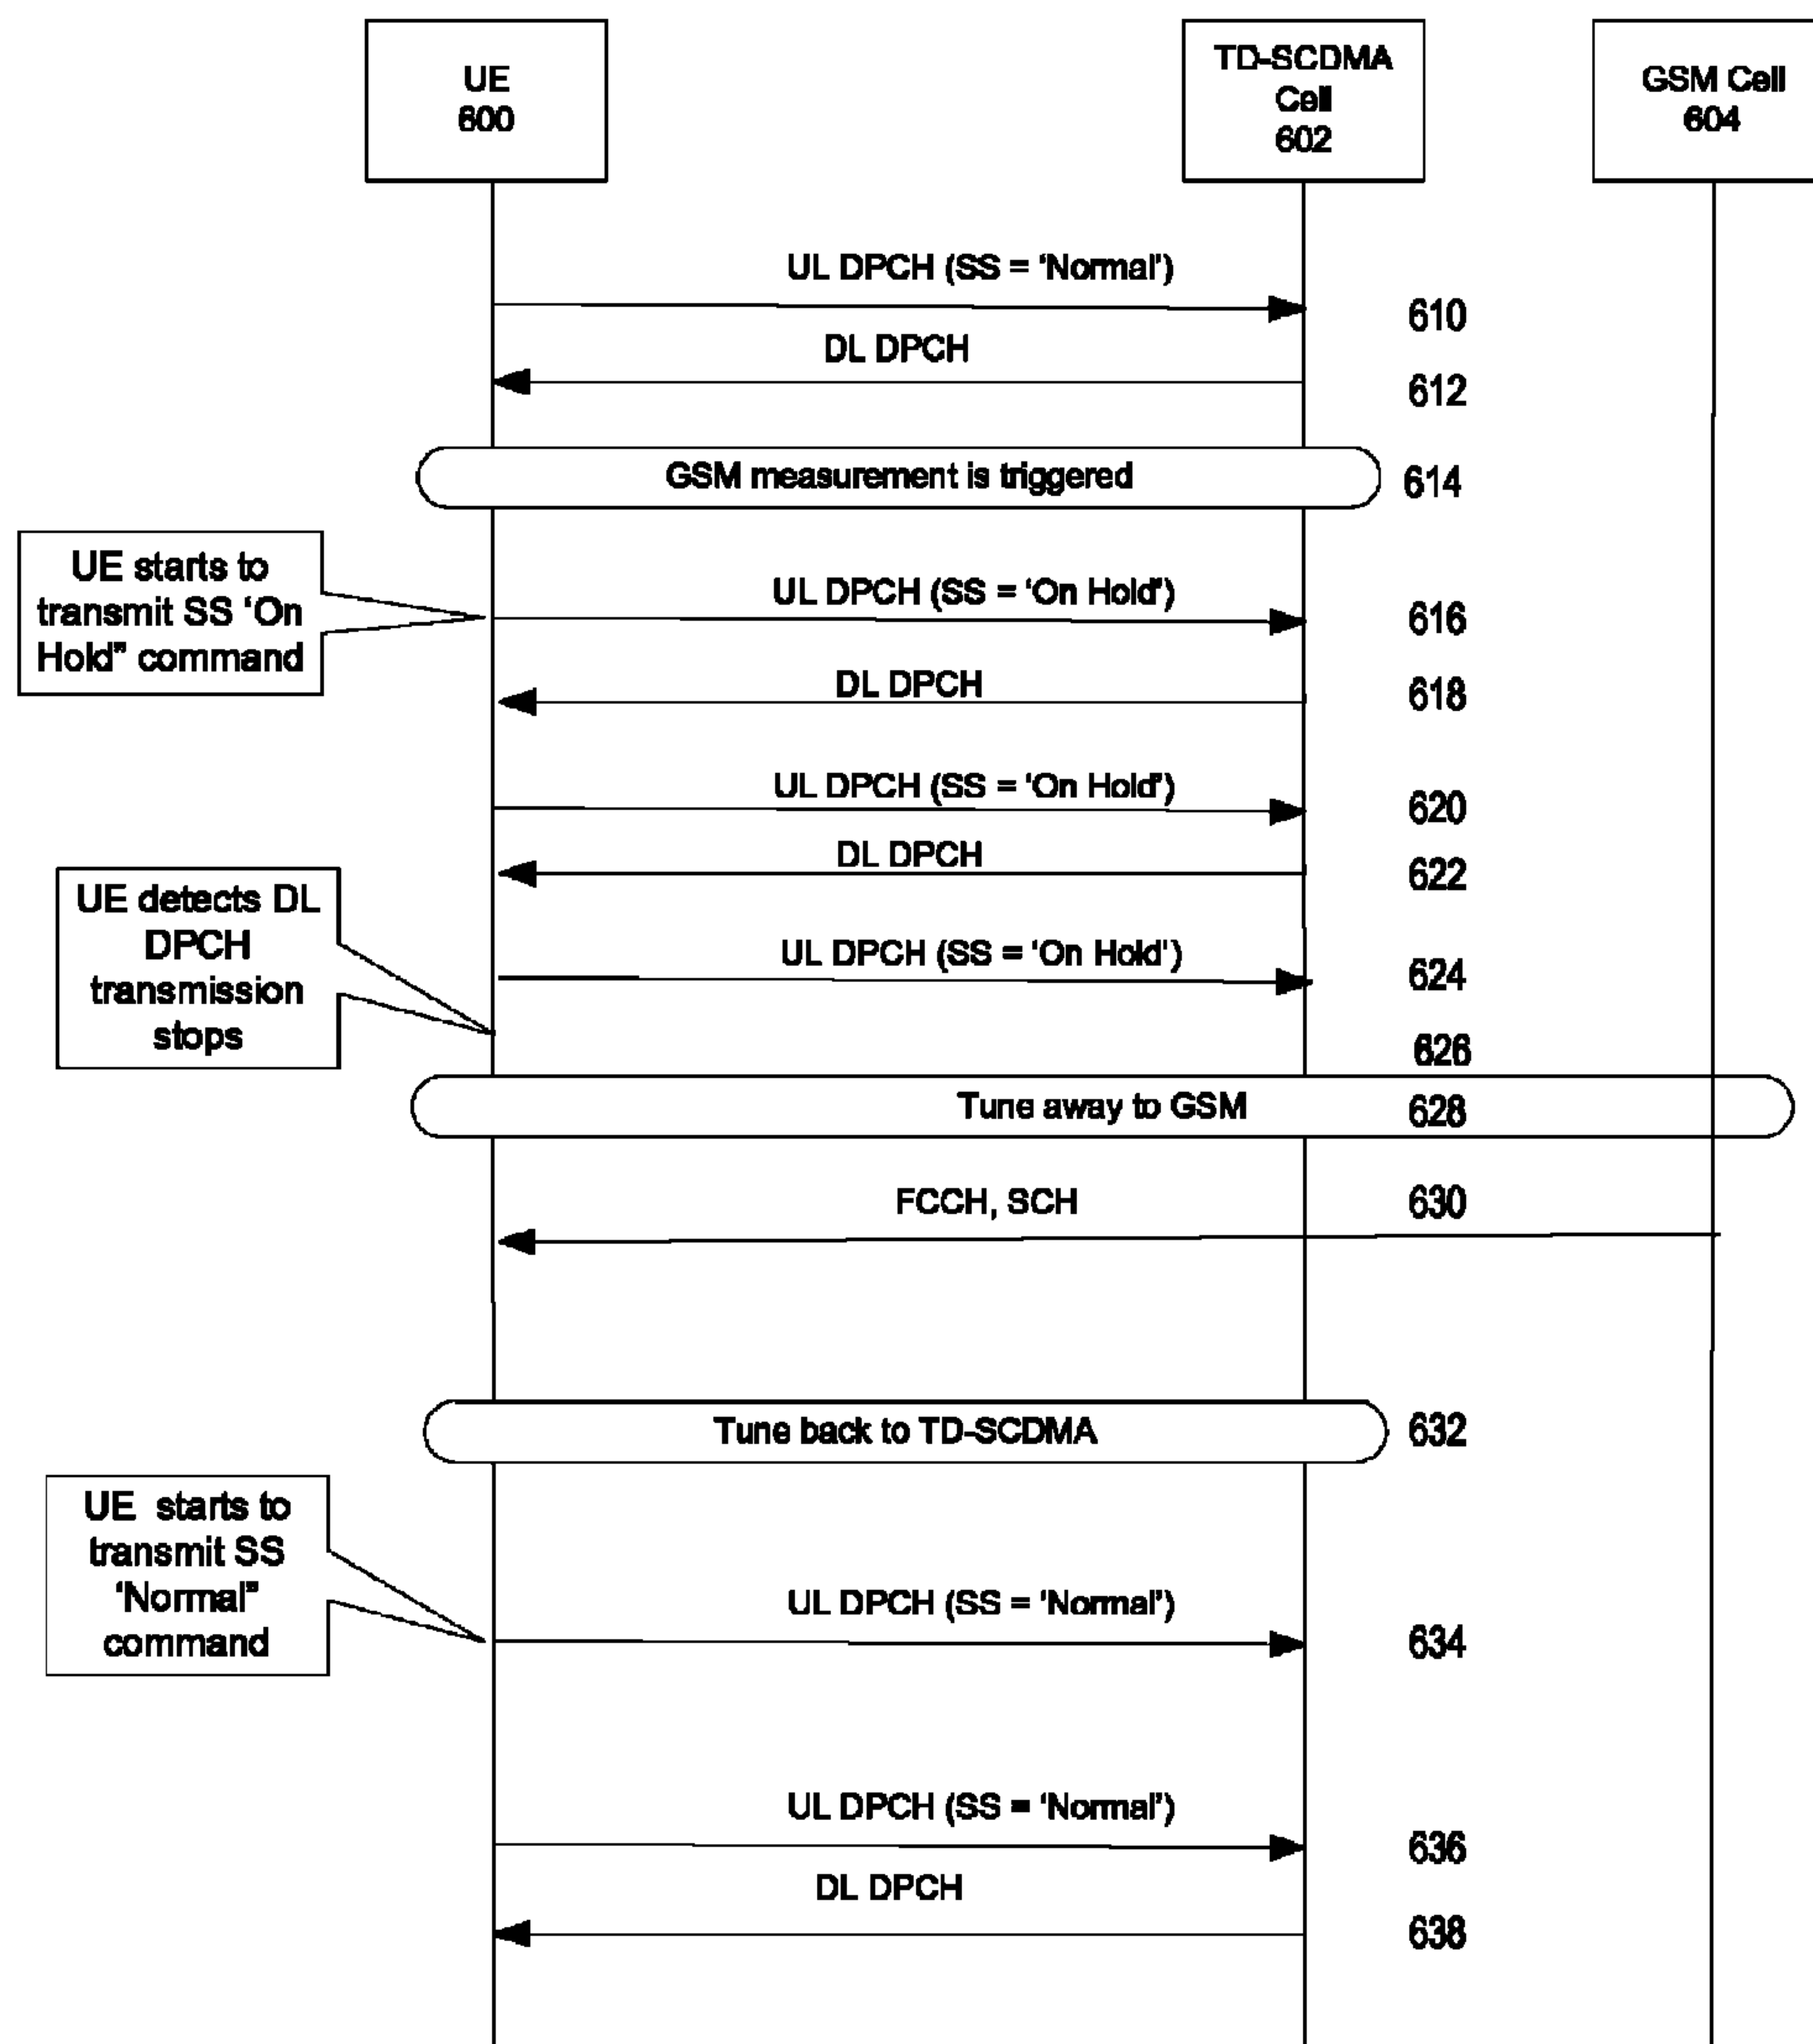 UE
600
TD-SCDMA
Cell
602
GSM Cell
604
UL DPCH (SS = 'Normal')
610
DL DPCH
612
GSM measurement is triggered
614
UE starts to
transmit SS 'On
Hold" command
UL DPCH (SS = 'On Hold')
616
DL DPCH
618
UL DPCH (SS = 'On Hold')
620
DL DPCH
622
UE detects DL
DPCH
transmission
stops
UL DPCH (SS = 'On Hold')
624
626
Tune away to GSM
628
FCCH, SCH
630
Tune back to TD-SCDMA
632
UE starts to
transmit SS
'Normal"
command
UL DPCH (SS = 'Normal')
634
UL DPCH (SS = 'Normal')
636
DL DPCH
638